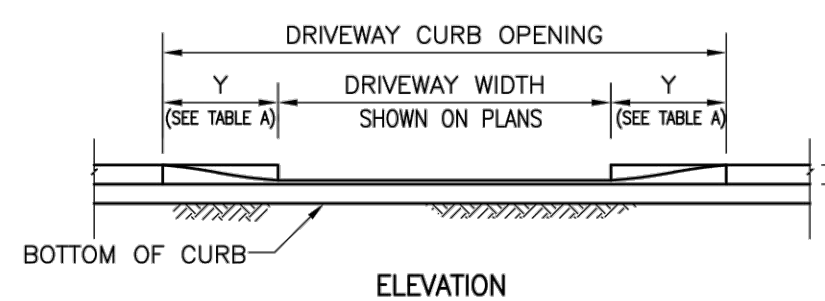 DRIVEWAY CURB OPENING
Y DRIVEWAY WIDTH Y
(SEE TABLE A) SHOWN ON PLANS (SEE TABLE A)
BOTTOM OF CURB
ELEVATION